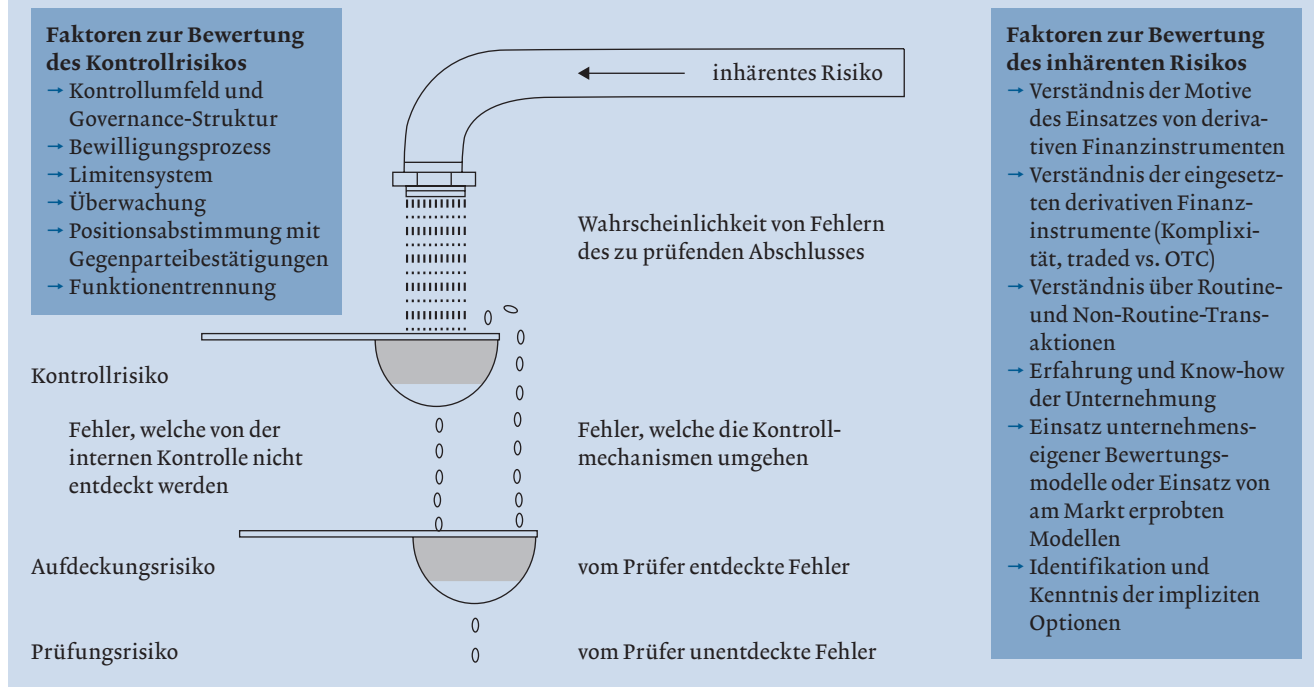 Faktoren zur Bewertung
des Kontrollrisikos
→ Kontrollumfeld und
Governance-Struktur
→ Bewilligungsprozess
→ Limitensystem
→ Überwachung
→ Positionsabstimmung mit
Gegenparteibestätigungen
→ Funktionentrennung
inhärentes Risiko
Wahrscheinlichkeit von Fehlern
des zu prüfenden Abschlusses
Kontrollrisiko
Fehler, welche von der
internen Kontrolle nicht
entdeckt werden
Fehler, welche die Kontroll-
mechanismen umgehen
Aufdeckungsrisiko
vom Prüfer entdeckte Fehler
Prüfungsrisiko
vom Prüfer unentdeckte Fehler
Faktoren zur Bewertung
des inhärenten Risikos
→ Verständnis der Motive
des Einsatzes von deriva-
tiven Finanzinstrumenten
→ Verständnis der eingesetz-
ten derivativen Finanz-
instrumente (Komplixi-
tät, traded vs. OTC)
→ Verständnis über Routine-
und Non-Routine-Trans-
aktionen
→ Erfahrung und Know-how
der Unternehmung
→ Einsatz unternehmens-
eigener Bewertungs-
modelle oder Einsatz von
am Markt erprobten
Modellen
→ Identifikation und
Kenntnis der impliziten
Optionen